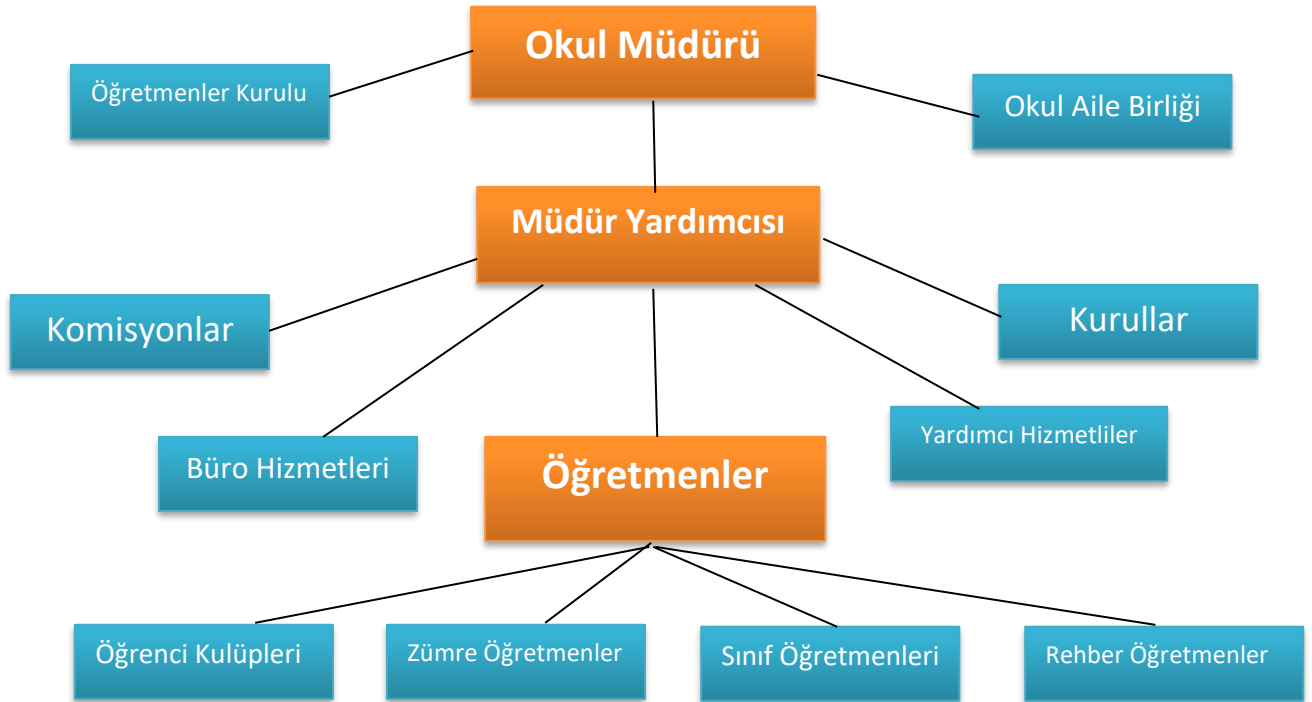 Okul Müdürü
Öğretmenler Kurulu
Okul Aile Birliği
Müdür Yardımcısı
Komisyonlar
Kurullar
Büro Hizmetleri
Öğretmenler
Yardımcı Hizmetliler
Öğrenci Kulüpleri
Zümre Öğretmenler
Sınıf Öğretmenleri
Rehber Öğretmenler